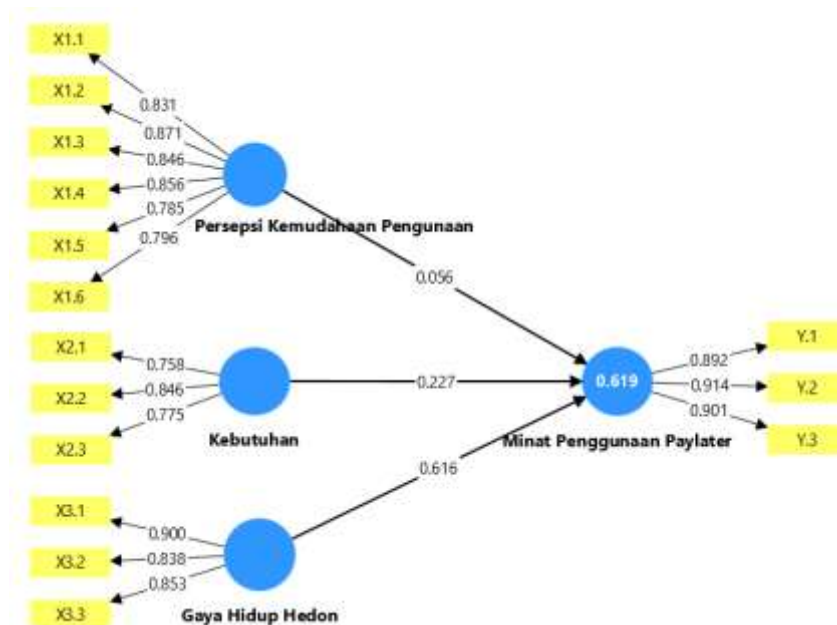 X1.1
X1.2
X1.3
X1.4
X1.5
X1.6
0.831
0.871
0.846
0.856
0.785
0.796
Persepsi Kemudahaan Pengunaan
0.056
X2.1
X2.2
X2.3
0.758
0.846
0.775
Kebutuhan
0.227
0.619
Minat Penggunaan Paylater
0.892
0.914
0.901
Y.1
Y.2
Y.3
0.616
X3.1
X3.2
X3.3
0.900
0.838
0.853
Gaya Hidup Hedon